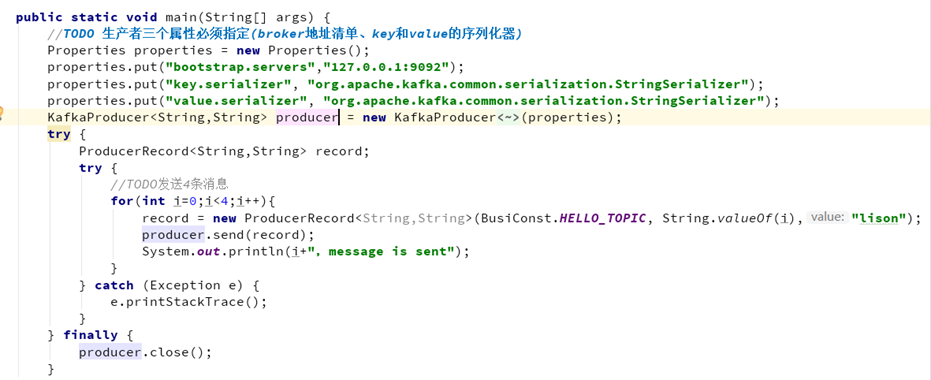 public static void main(String[] args) {
//TODO 生产者三个属性必须指定(broker地址清单、key和value的序列化器)
Properties properties = new Properties();
properties.put("bootstrap.servers","127.0.0.1:9092");
properties.put("key.serializer", "org.apache.kafka.common.serialization.StringSerializer");
properties.put("value.serializer", "org.apache.kafka.common.serialization.StringSerializer");
KafkaProducer<String,String> producer = new KafkaProducer<~>(properties);
try {
ProducerRecord<String,String> record;
try {
//TODO发送4条消息
for(int i=0;i<4;i++){
record = new ProducerRecord<String,String>(BusiConst.HELLO_TOPIC, String.valueOf(i), value: "lison");
producer.send(record);
System.out.println(i+", message is sent");
}
} catch (Exception e) {
e.printStackTrace();
}
} finally {
producer.close();
}